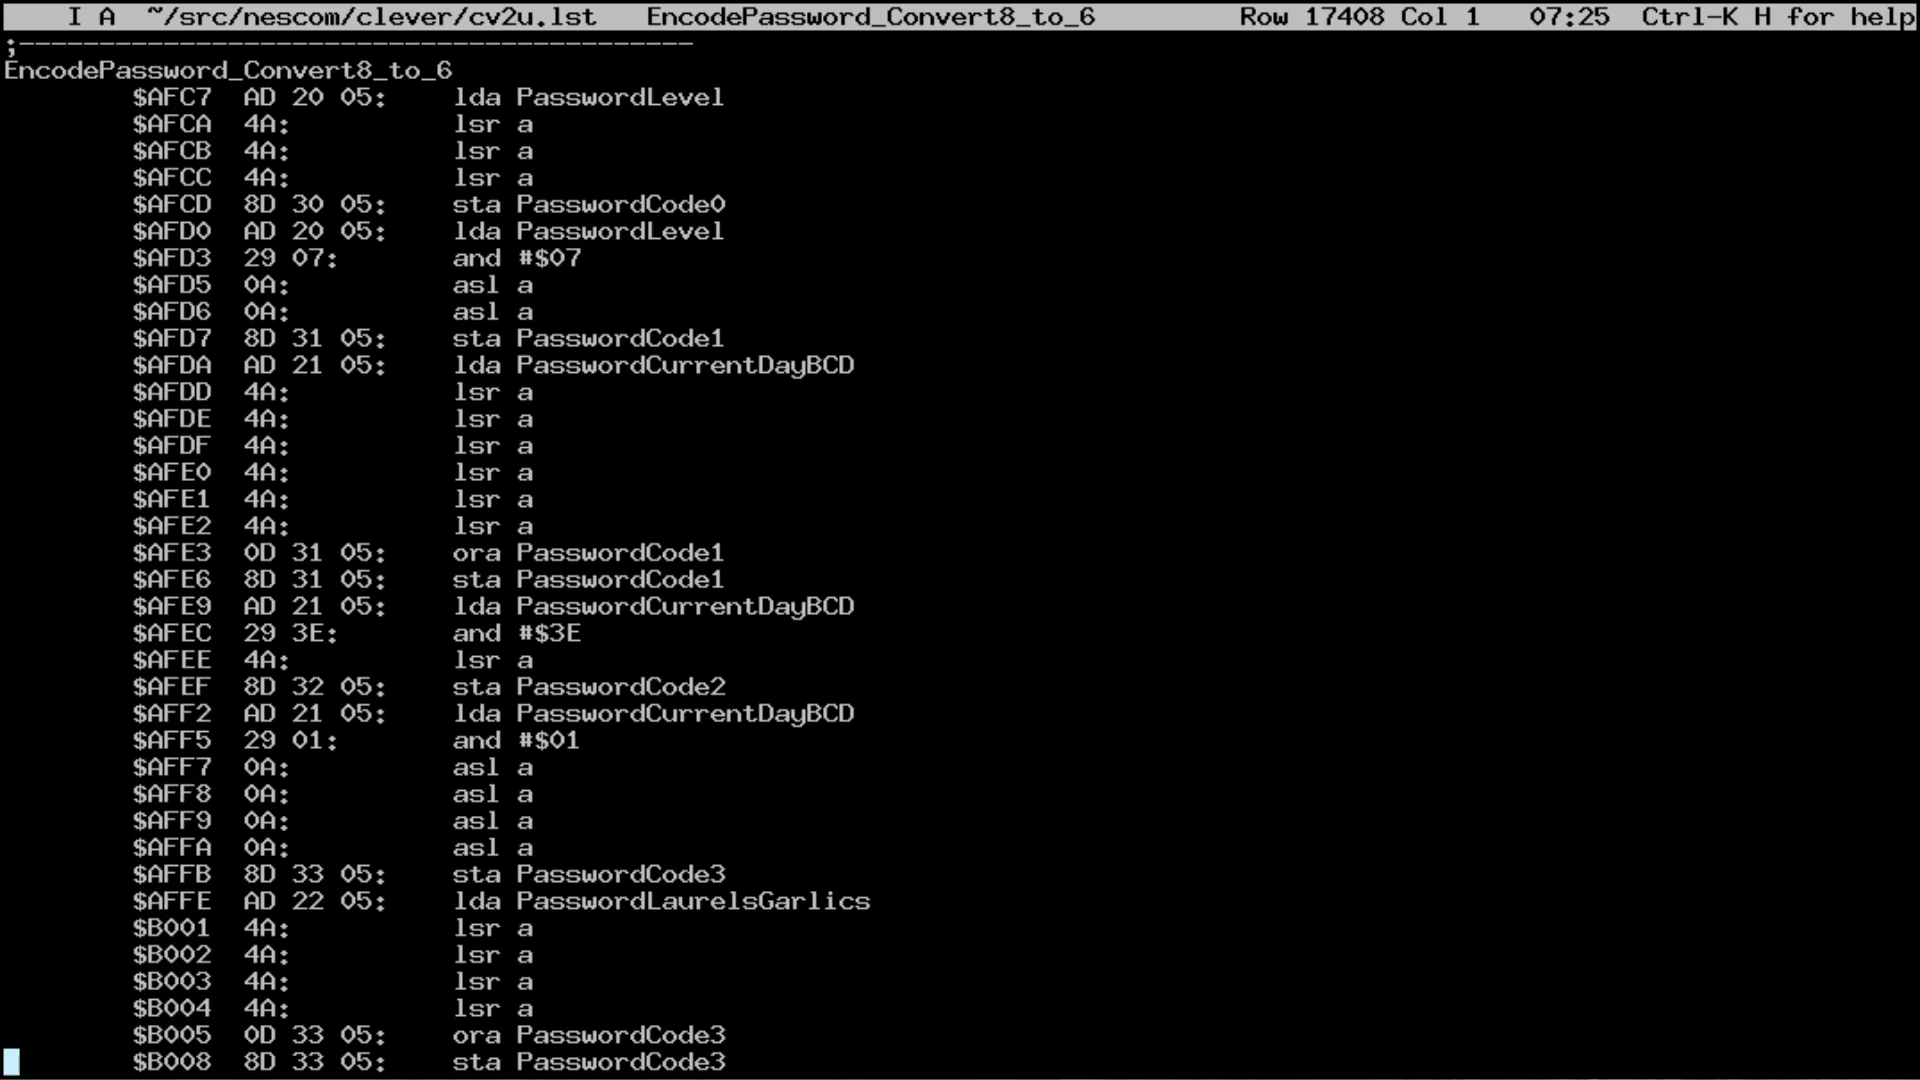 I A ~/src/nescom/clever/cv2u.lst EncodePassword_Convert8_to_6 Row 17408 Col 1 07:25 Ctrl-K H for help
;------------------------------------------
EncodePassword_Convert8_to_6
$AFC7 AD 20 05: lda PasswordLevel
$AFCA 4A: lsr a
$AFCB 4A: lsr a
$AFCC 4A: lsr a
$AFCD 8D 30 05: sta PasswordCode0
$AFD0 AD 20 05: lda PasswordLevel
$AFD3 29 07: and #$07
$AFD5 0A: asl a
$AFD6 0A: asl a
$AFD7 8D 31 05: sta PasswordCode1
$AFDA AD 21 05: lda PasswordCurrentDayBCD
$AFDD 4A: lsr a
$AFDE 4A: lsr a
$AFDF 4A: lsr a
$AFE0 4A: lsr a
$AFE1 4A: lsr a
$AFE2 4A: lsr a
$AFE3 0D 31 05: ora PasswordCode1
$AFE6 8D 31 05: sta PasswordCode1
$AFE9 AD 21 05: lda PasswordCurrentDayBCD
$AFEC 29 3E: and #$3E
$AFEE 4A: lsr a
$AFEF 8D 32 05: sta PasswordCode2
$AFF2 AD 21 05: lda PasswordCurrentDayBCD
$AFF5 29 01: and #$01
$AFF7 0A: asl a
$AFF8 0A: asl a
$AFF9 0A: asl a
$AFFA 0A: asl a
$AFFB 8D 33 05: sta PasswordCode3
$AFFE AD 22 05: lda PasswordLaurelsGarlics
$B001 4A: lsr a
$B002 4A: lsr a
$B003 4A: lsr a
$B004 4A: lsr a
$B005 0D 33 05: ora PasswordCode3
$B008 8D 33 05: sta PasswordCode3